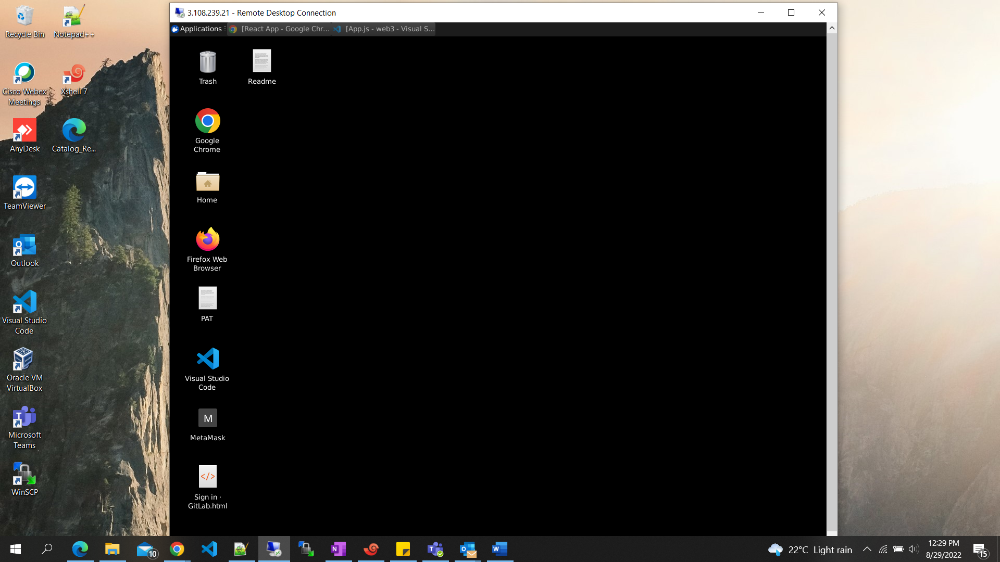 Recycle Bin
Notepad++
Cisco Webex
Meetings
Xshell 7
AnyDesk
Catalog_Re...
TeamViewer
Outlook
Visual Studio
Code
Oracle VM
VirtualBox
Microsoft
Teams
WinSCP
3.108.239.21 - Remote Desktop Connection
Applications
[React App - Google Chr...
[App.js - web3 - Visual S...
Trash
Readme
Google
Chrome
Home
Firefox Web
Browser
PAT
Visual Studio
Code
M
MetaMask
</>
Sign in ·
GitLab.html
10
22°C Light rain
12:29 PM
8/29/2022
15